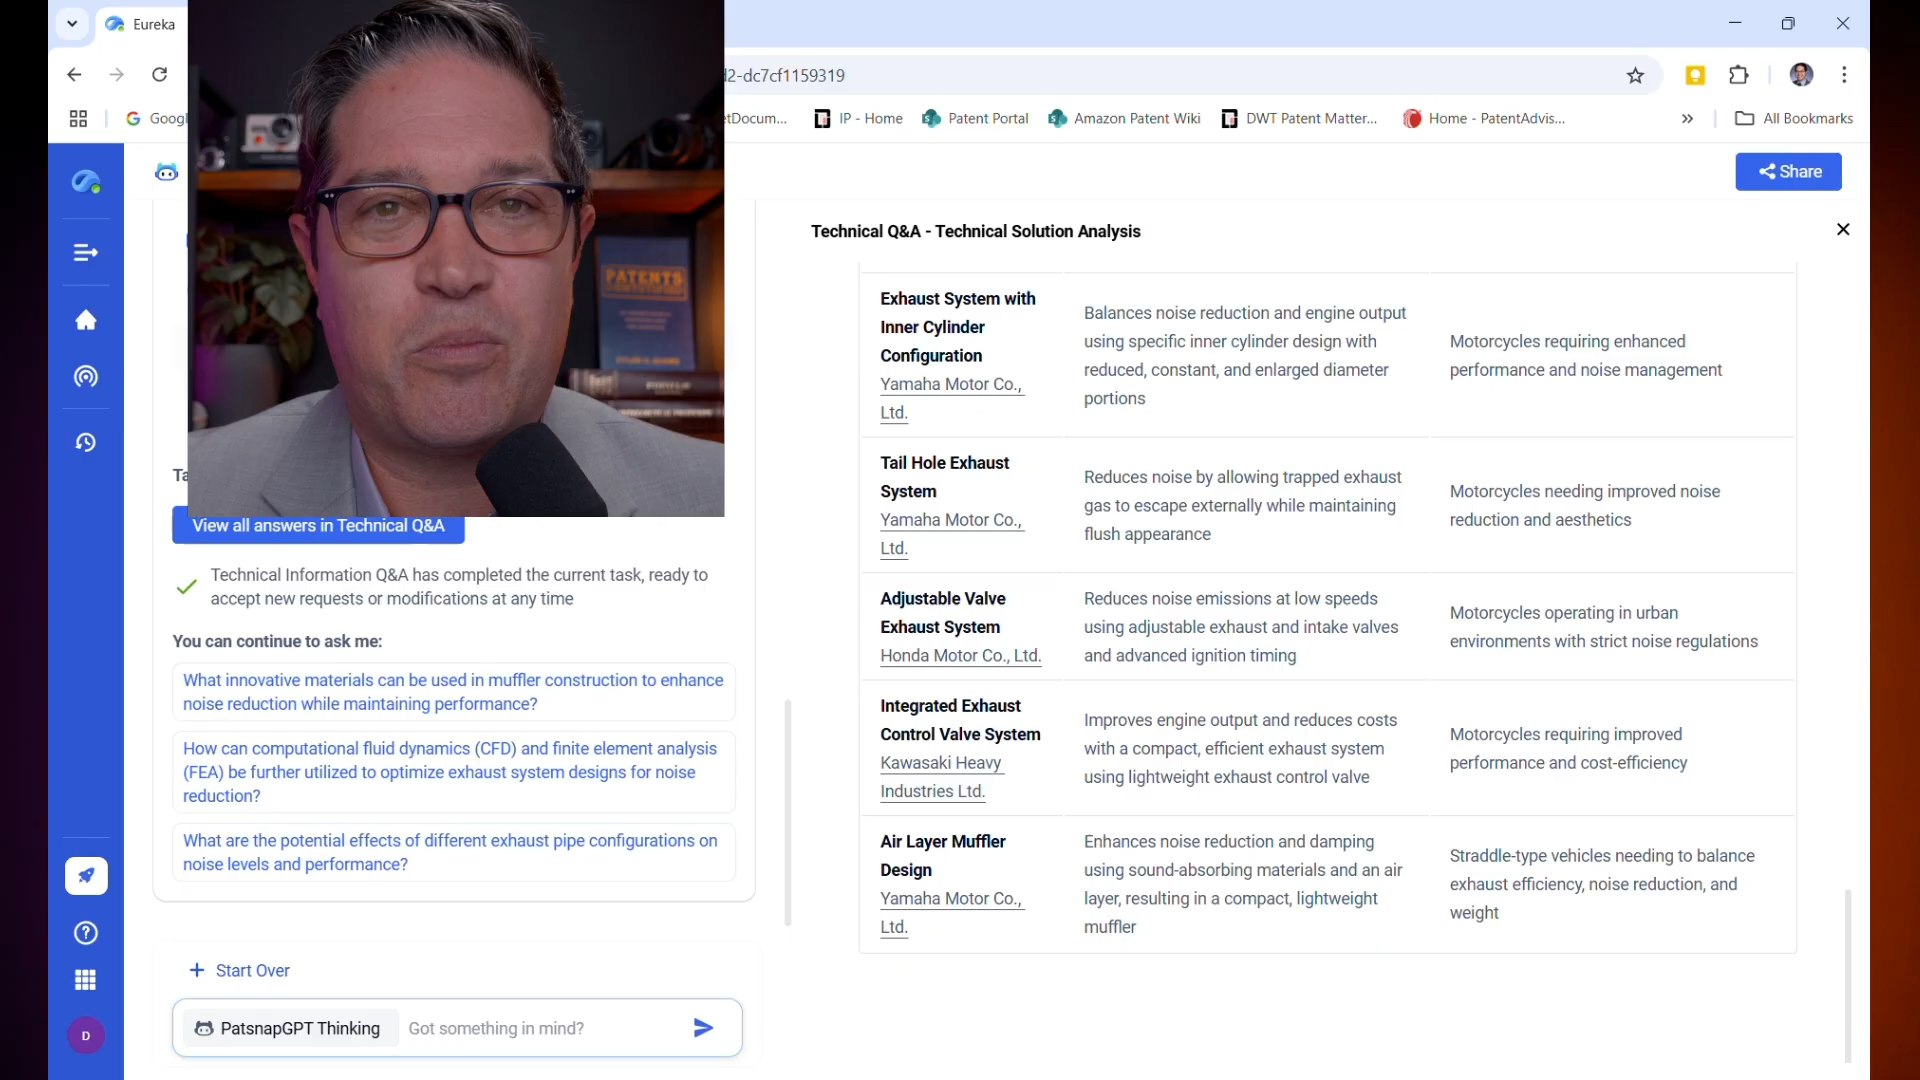 Eureka
l2-dc7cf1159319
Googl
etDocum...
IP - Home
Patent Portal
Amazon Patent Wiki
DWT Patent Matter...
Home - PatentAdvis...
»
All Bookmarks
Share
Technical Q&A - Technical Solution Analysis
PATENTS
Exhaust System with
Inner Cylinder
Configuration
Yamaha Motor Co.,
Ltd.
Balances noise reduction and engine output
using specific inner cylinder design with
reduced, constant, and enlarged diameter
portions
Motorcycles requiring enhanced
performance and noise management
Tail Hole Exhaust
System
Yamaha Motor Co.,
Ltd.
Reduces noise by allowing trapped exhaust
gas to escape externally while maintaining
flush appearance
Motorcycles needing improved noise
reduction and aesthetics
Adjustable Valve
Exhaust System
Honda Motor Co., Ltd.
Reduces noise emissions at low speeds
using adjustable exhaust and intake valves
and advanced ignition timing
Motorcycles operating in urban
environments with strict noise regulations
Integrated Exhaust
Control Valve System
Kawasaki Heavy
Industries Ltd.
Improves engine output and reduces costs
with a compact, efficient exhaust system
using lightweight exhaust control valve
Motorcycles requiring improved
performance and cost-efficiency
Air Layer Muffler
Design
Yamaha Motor Co.,
Ltd.
Enhances noise reduction and damping
using sound-absorbing materials and an air
layer, resulting in a compact, lightweight
muffler
Straddle-type vehicles needing to balance
exhaust efficiency, noise reduction, and
weight
Ta
View all answers in Technical Q&A
Technical Information Q&A has completed the current task, ready to
accept new requests or modifications at any time
You can continue to ask me:
What innovative materials can be used in muffler construction to enhance
noise reduction while maintaining performance?
How can computational fluid dynamics (CFD) and finite element analysis
(FEA) be further utilized to optimize exhaust system designs for noise
reduction?
What are the potential effects of different exhaust pipe configurations on
noise levels and performance?
+ Start Over
PatsnapGPT Thinking Got something in mind?
D